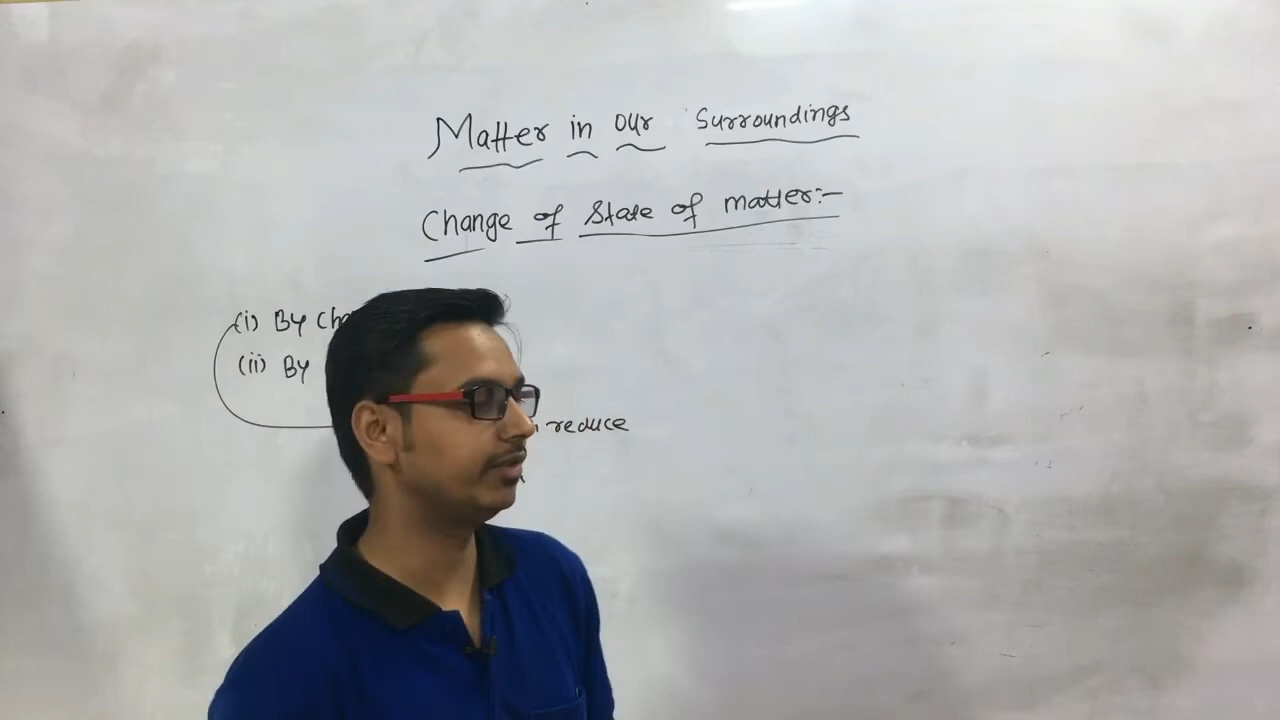 Matter in our Surroundings
Change of State of matter:-
(i) By
(ii) By
reduce